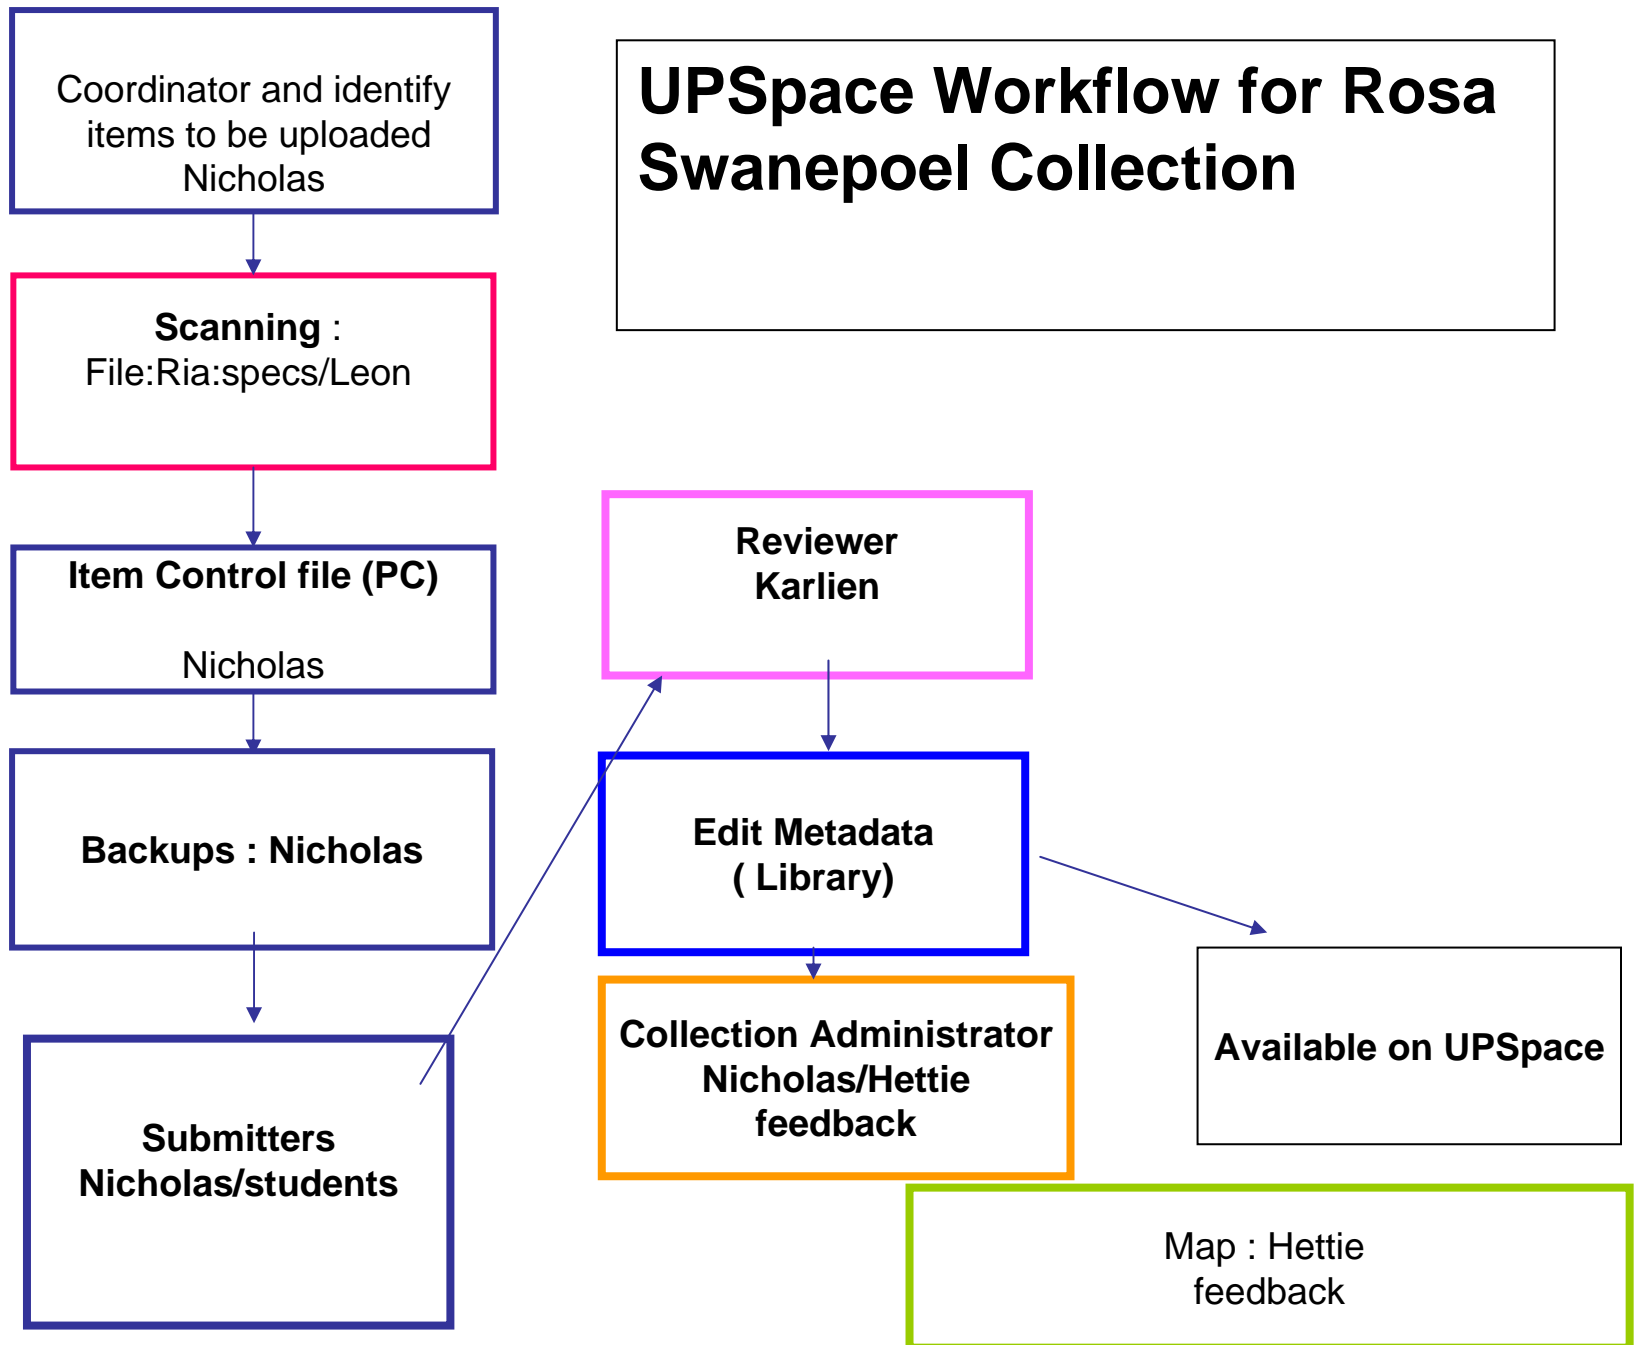 Coordinator and identify
items to be uploaded
Nicholas
UPSpace Workflow for Rosa
Swanepoel Collection
Scanning :
File:Ria:specs/Leon
Item Control file (PC)
Nicholas
Backups : Nicholas
Submitters
Nicholas/students
Reviewer
Karlien
Edit Metadata
( Library)
Collection Administrator
Nicholas/Hettie
feedback
Available on UPSpace
Map : Hettie
feedback